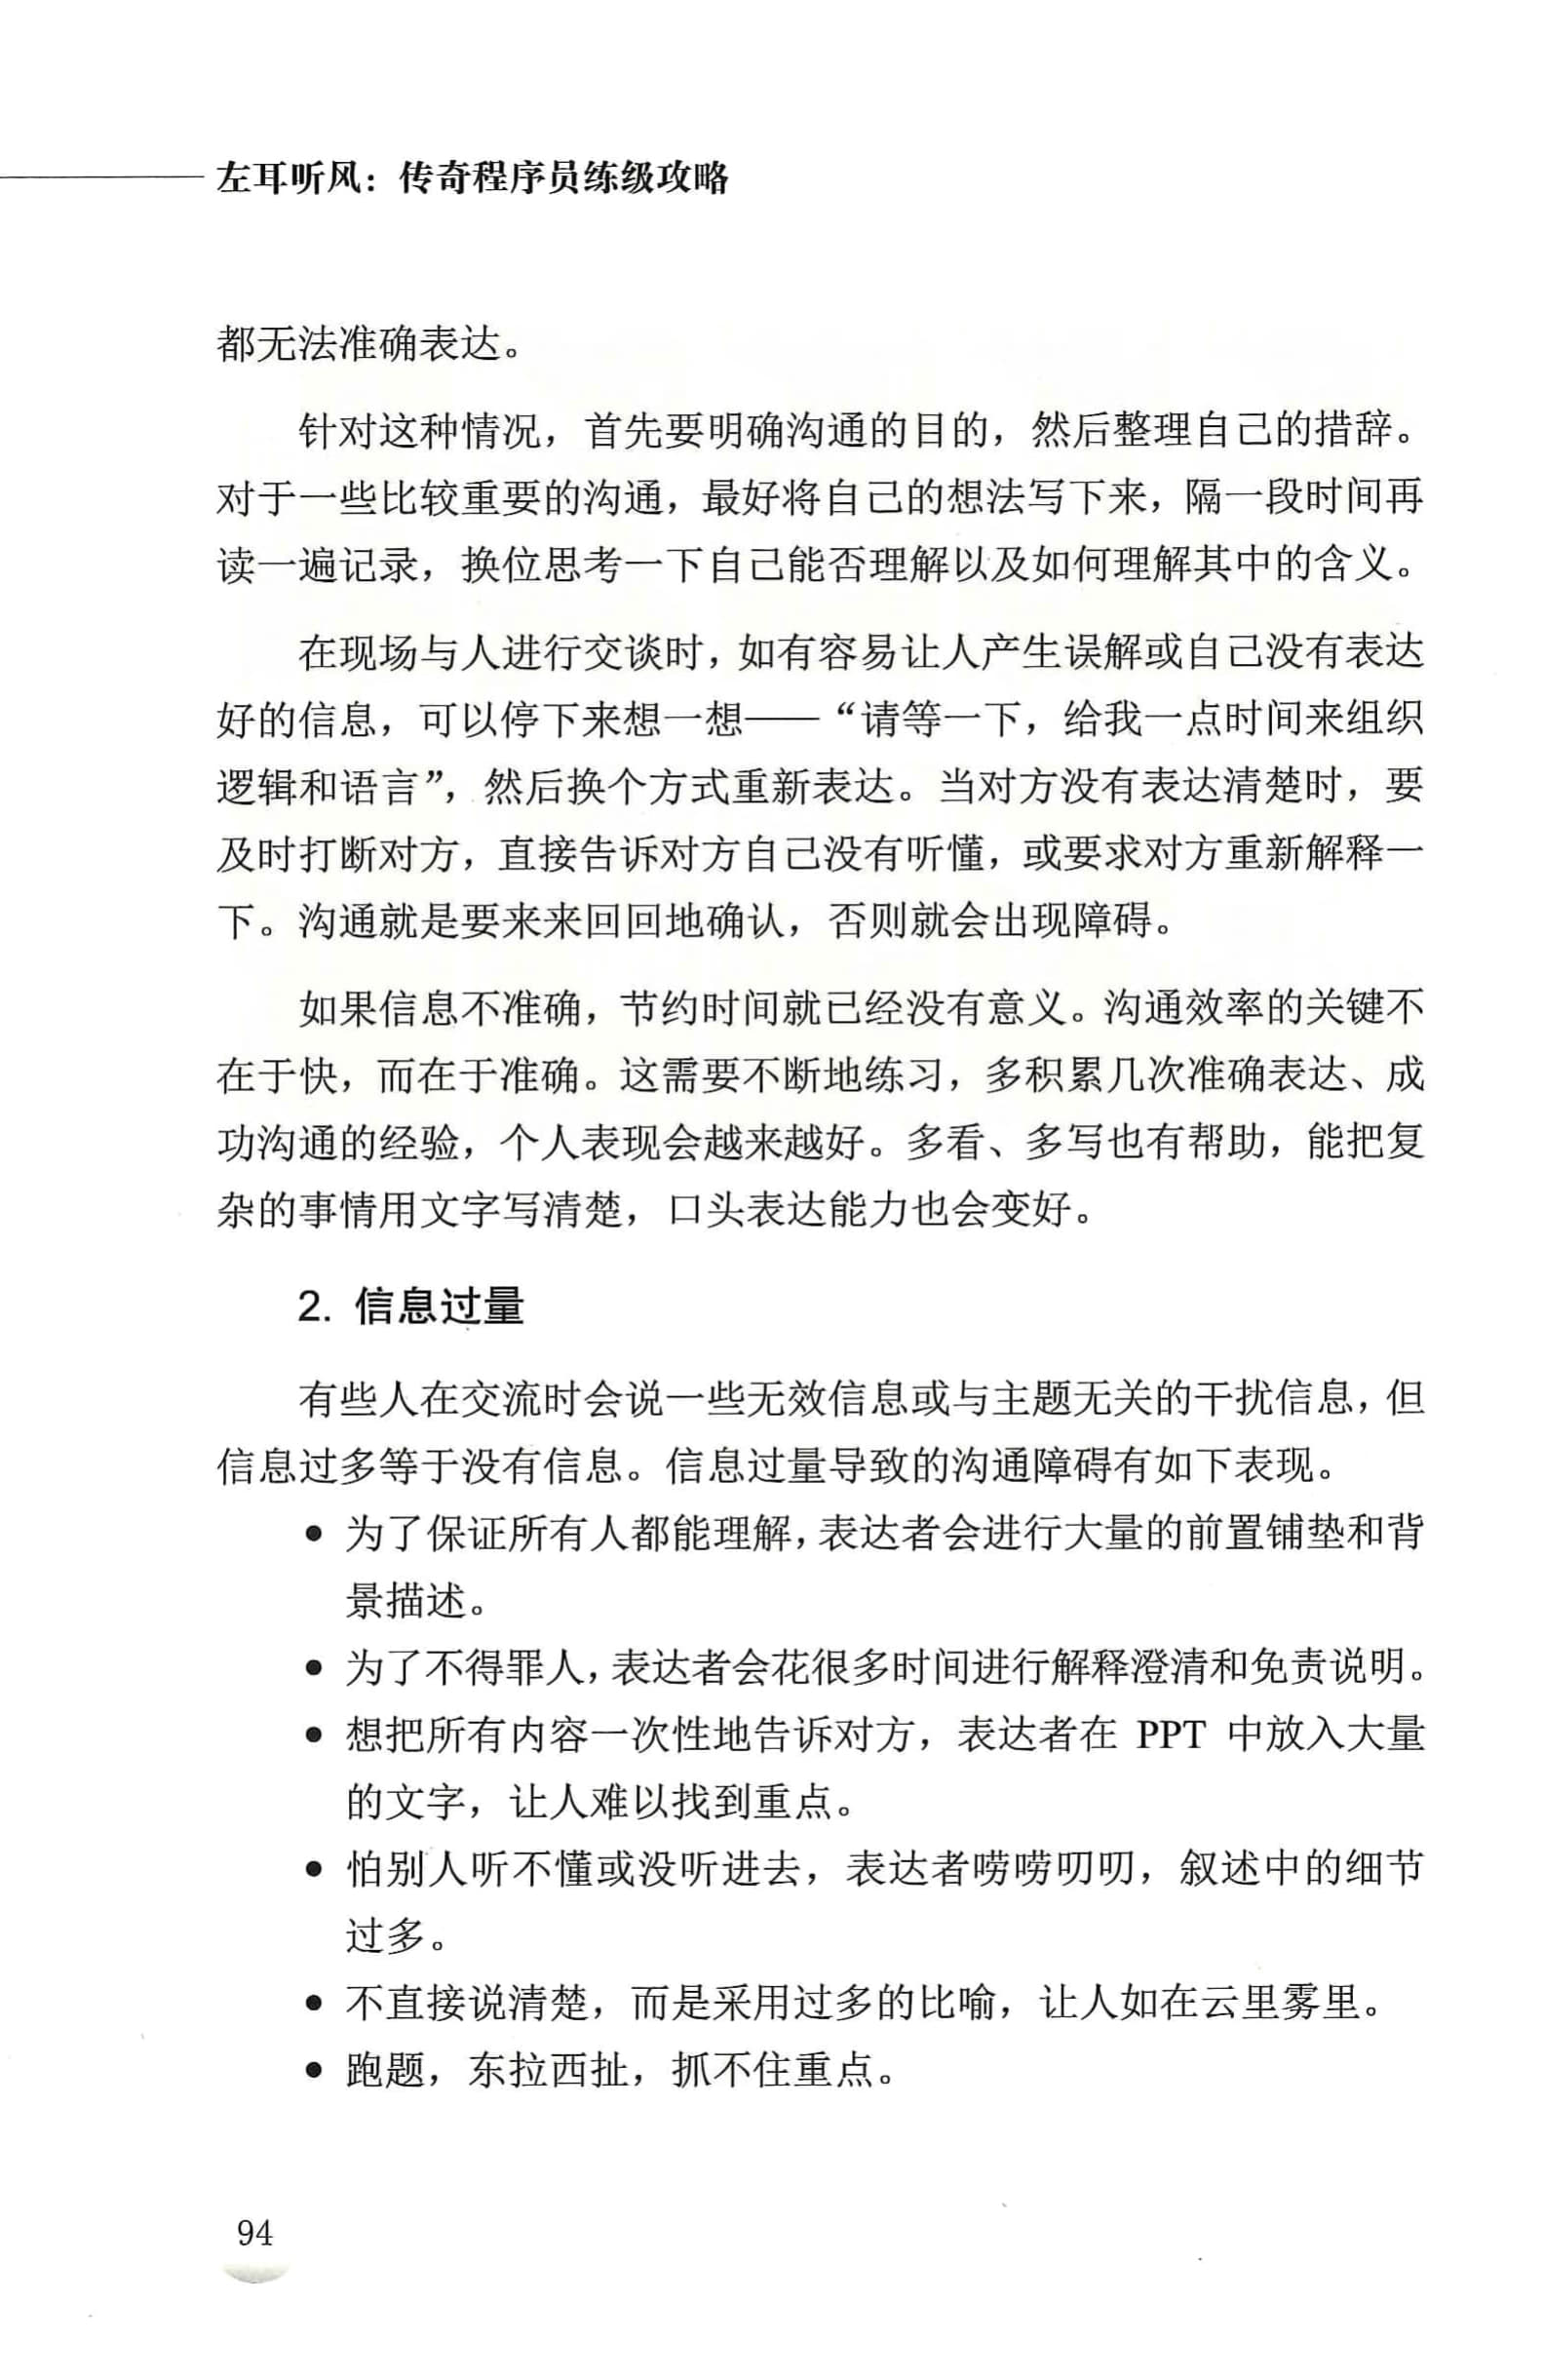 左耳听风：传奇程序员练级攻略
都无法准确表达。
针对这种情况，首先要明确沟通的目的，然后整理自己的措辞。
对于一些比较重要的沟通，最好将自己的想法写下来，隔一段时间再
读一遍记录，换位思考一下自己能否理解以及如何理解其中的含义。
在现场与人进行交谈时，如有容易让人产生误解或自己没有表达
好的信息，可以停下来想一想——“请等一下，给我一点时间来组织
逻辑和语言”，然后换个方式重新表达。当对方没有表达清楚时，要
及时打断对方，直接告诉对方自己没有听懂，或要求对方重新解释一
下。沟通就是要来来回回地确认，否则就会出现障碍。
如果信息不准确，节约时间就已经没有意义。沟通效率的关键不
在于快，而在于准确。这需要不断地练习，多积累几次准确表达、成
功沟通的经验，个人表现会越来越好。多看、多写也有帮助，能把复
杂的事情用文字写清楚，口头表达能力也会变好。
2. 信息过量
有些人在交流时会说一些无效信息或与主题无关的干扰信息，但
信息过多等于没有信息。信息过量导致的沟通障碍有如下表现。
● 为了保证所有人都能理解，表达者会进行大量的前置铺垫和背
景描述。
● 为了不得罪人，表达者会花很多时间进行解释澄清和免责说明。
● 想把所有内容一次性地告诉对方，表达者在 PPT 中放入大量
的文字，让人难以找到重点。
● 怕别人听不懂或没听进去，表达者唠唠叨叨，叙述中的细节
过多。
● 不直接说清楚，而是采用过多的比喻，让人如在云里雾里。
● 跑题，东拉西扯，抓不住重点。
94